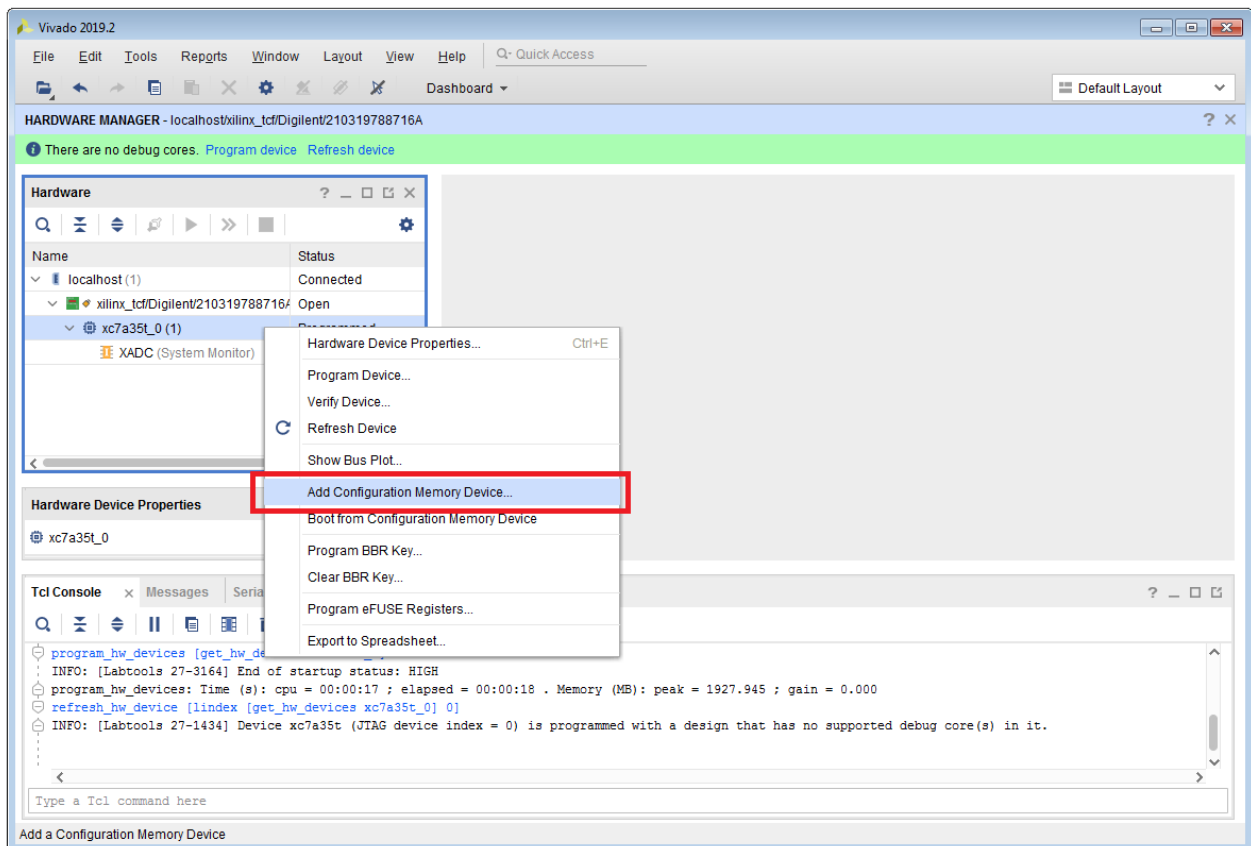 Vivado 2019.2
File Edit Tools Reports Window Layout View Help Q- Quick Access
Dashboard Default Layout
HARDWARE MANAGER - localhost/xilinx_tcf/Digilent/210319788716A
There are no debug cores. Program device Refresh device
Hardware
Name Status
localhost (1) Connected
xilinx_tcf/Digilent/210319788716A Open
xc7a35t_0 (1) Programmed
XADC (System Monitor)
Hardware Device Properties... Ctrl+E
Program Device...
Verify Device...
Refresh Device
Show Bus Plot...
Add Configuration Memory Device...
Boot from Configuration Memory Device
Program BBR Key...
Clear BBR Key...
Program eFUSE Registers...
Export to Spreadsheet...
Hardware Device Properties
xc7a35t_0
Tcl Console Messages Seria
program_hw_devices [get_hw_de
INFO: [Labtools 27-3164] End of startup status: HIGH
program_hw_devices: Time (s): cpu = 00:00:17 ; elapsed = 00:00:18 . Memory (MB): peak = 1927.945 ; gain = 0.000
refresh_hw_device [lindex [get_hw_devices xc7a35t_0] 0]
INFO: [Labtools 27-1434] Device xc7a35t (JTAG device index = 0) is programmed with a design that has no supported debug core(s) in it.
Type a Tcl command here
Add a Configuration Memory Device